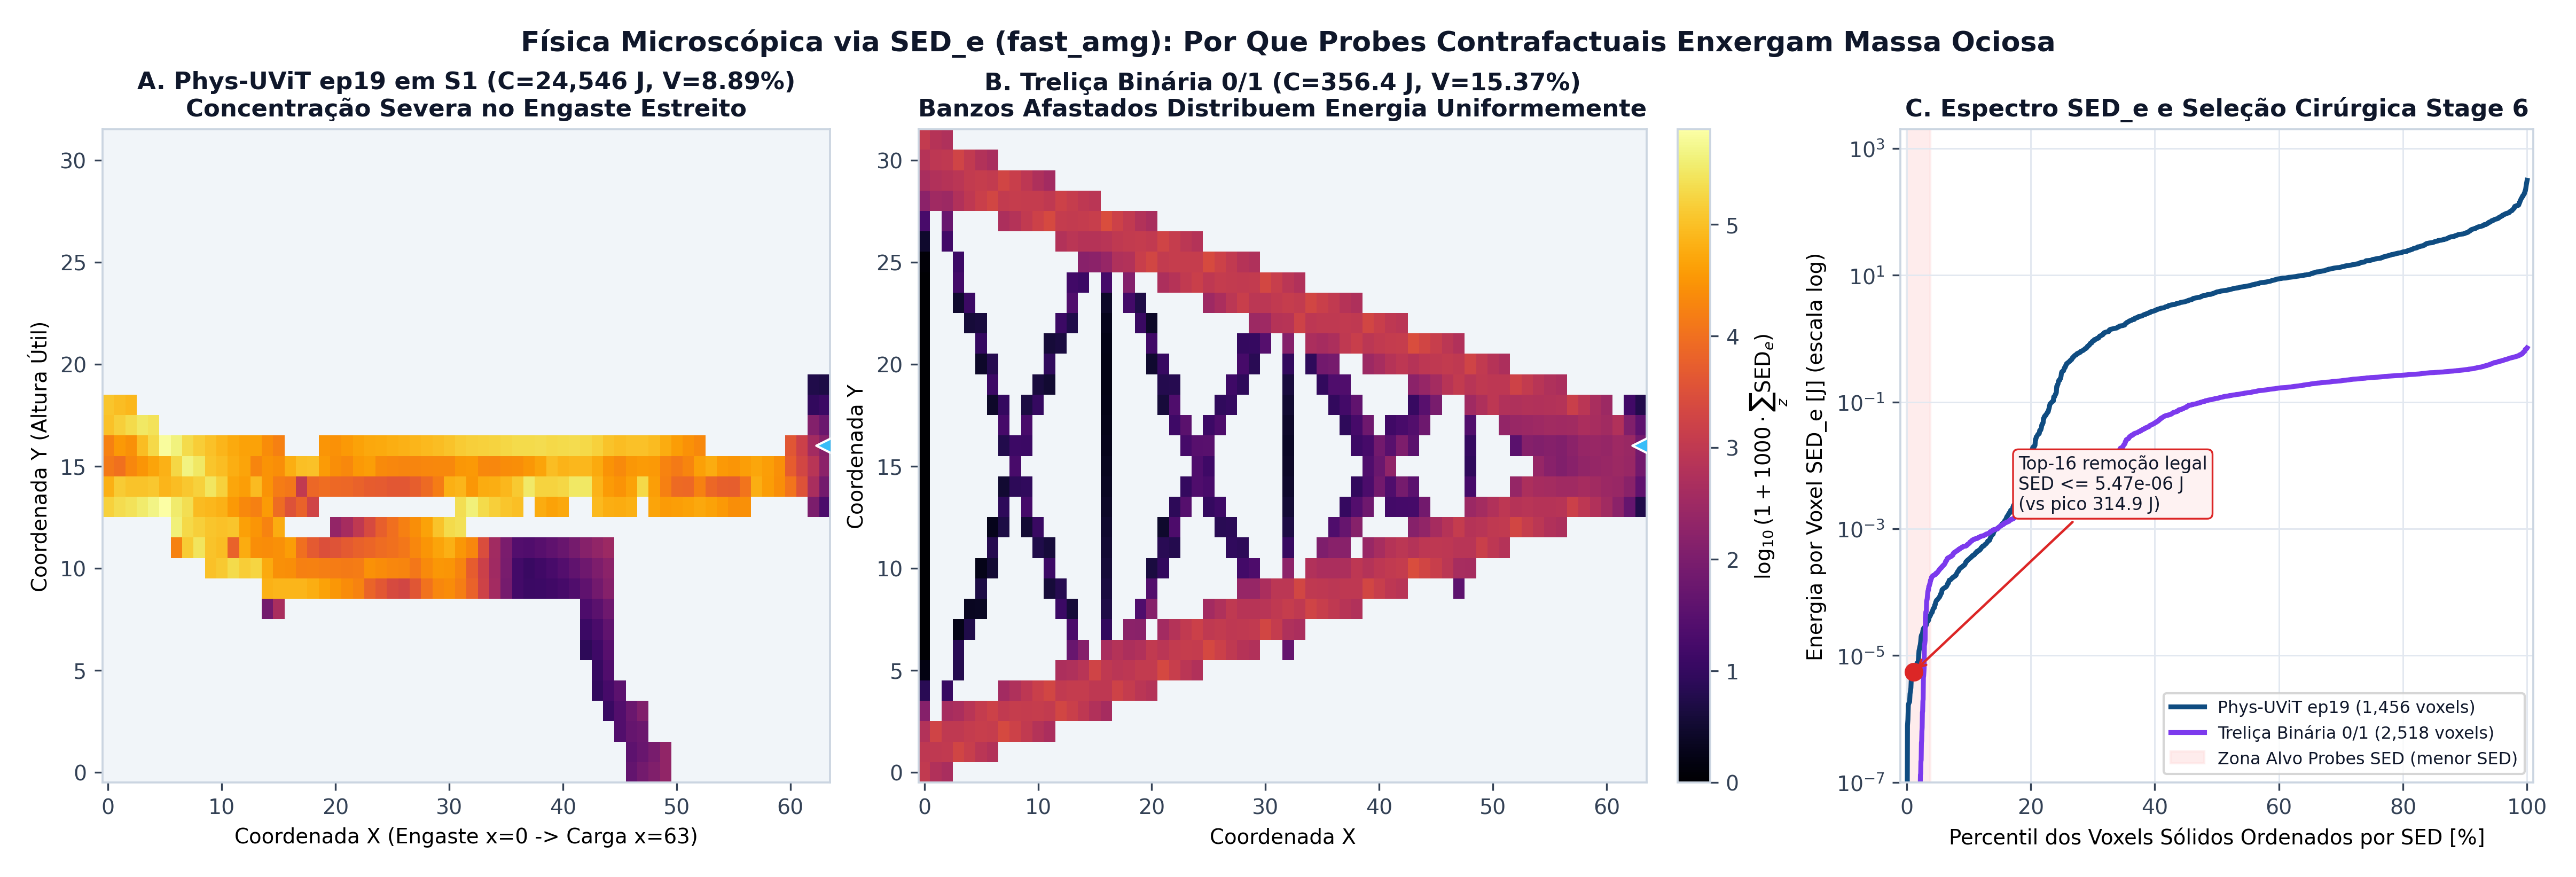 Física Microscópica via SED_e (fast_amg): Por Que Probes Contrafactuais Enxergam Massa Ociosa
A. Phys-UViT ep19 em S1 (C=24,546 J, V=8.89%)
Concentração Severa no Engaste Estreito
30
25
20
15
10
5
0
Coordenada Y (Altura Útil)
0 10 20 30 40 50 60
Coordenada X (Engaste x=0 -> Carga x=63)
B. Treliça Binária 0/1 (C=356.4 J, V=15.37%)
Banzos Afastados Distribuem Energia Uniformemente
30
25
20
15
10
5
0
Coordenada Y
0 10 20 30 40 50 60
Coordenada X
5
4
3
2
1
0
log₁₀ (1 + 1000 · ∑z SEDₑ)
C. Espectro SED_e e Seleção Cirúrgica Stage 6
10³
10¹
10⁻¹
10⁻³
10⁻⁵
10⁻⁷
Energia por Voxel SED_e [J] (escala log)
Top-16 remoção legal
SED <= 5.47e-06 J
(vs pico 314.9 J)
Phys-UViT ep19 (1,456 voxels)
Treliça Binária 0/1 (2,518 voxels)
Zona Alvo Probes SED (menor SED)
0 20 40 60 80 100
Percentil dos Voxels Sólidos Ordenados por SED [%]